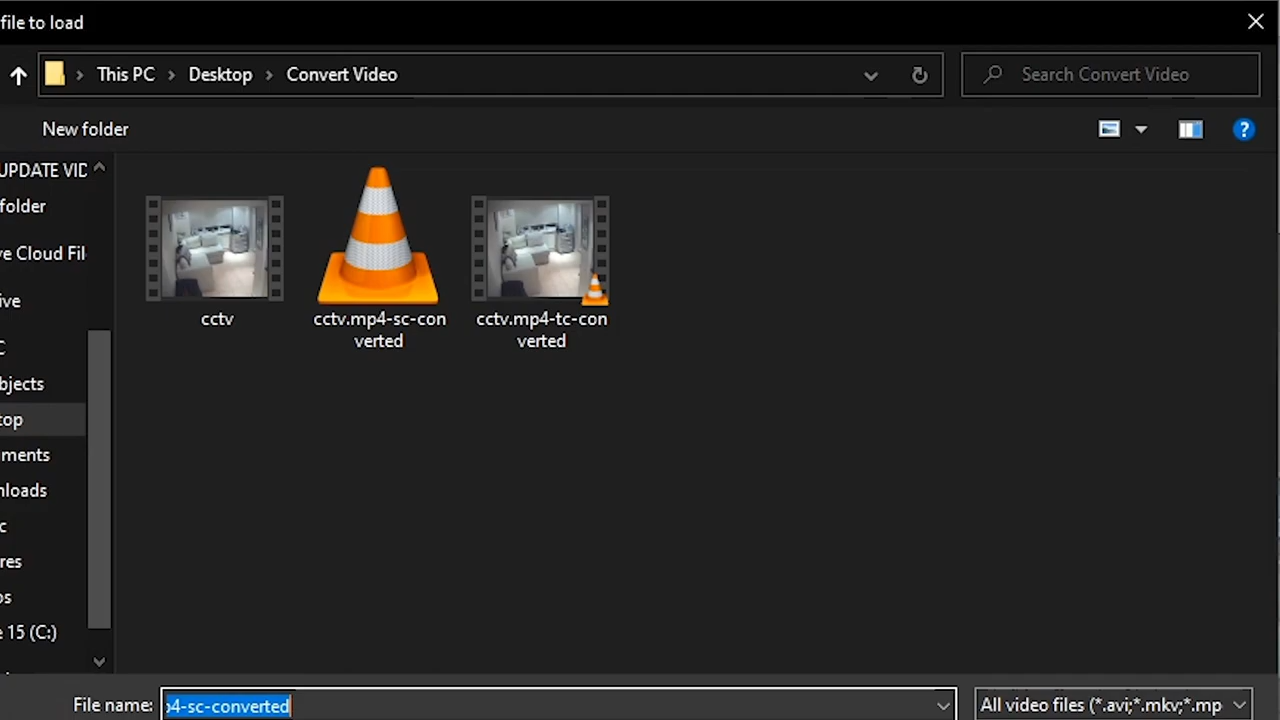 file to load
This PC > Desktop > Convert Video
Search Convert Video
New folder
UPDATE VID
folder
ve Cloud Fil
ive
C
bjects
top
ments
nloads
c
res
os
e 15 (C:)
cctv
cctv.mp4-sc-con
verted
cctv.mp4-tc-con
verted
File name:
p4-sc-converted
All video files (*.avi;*.mkv;*.mp